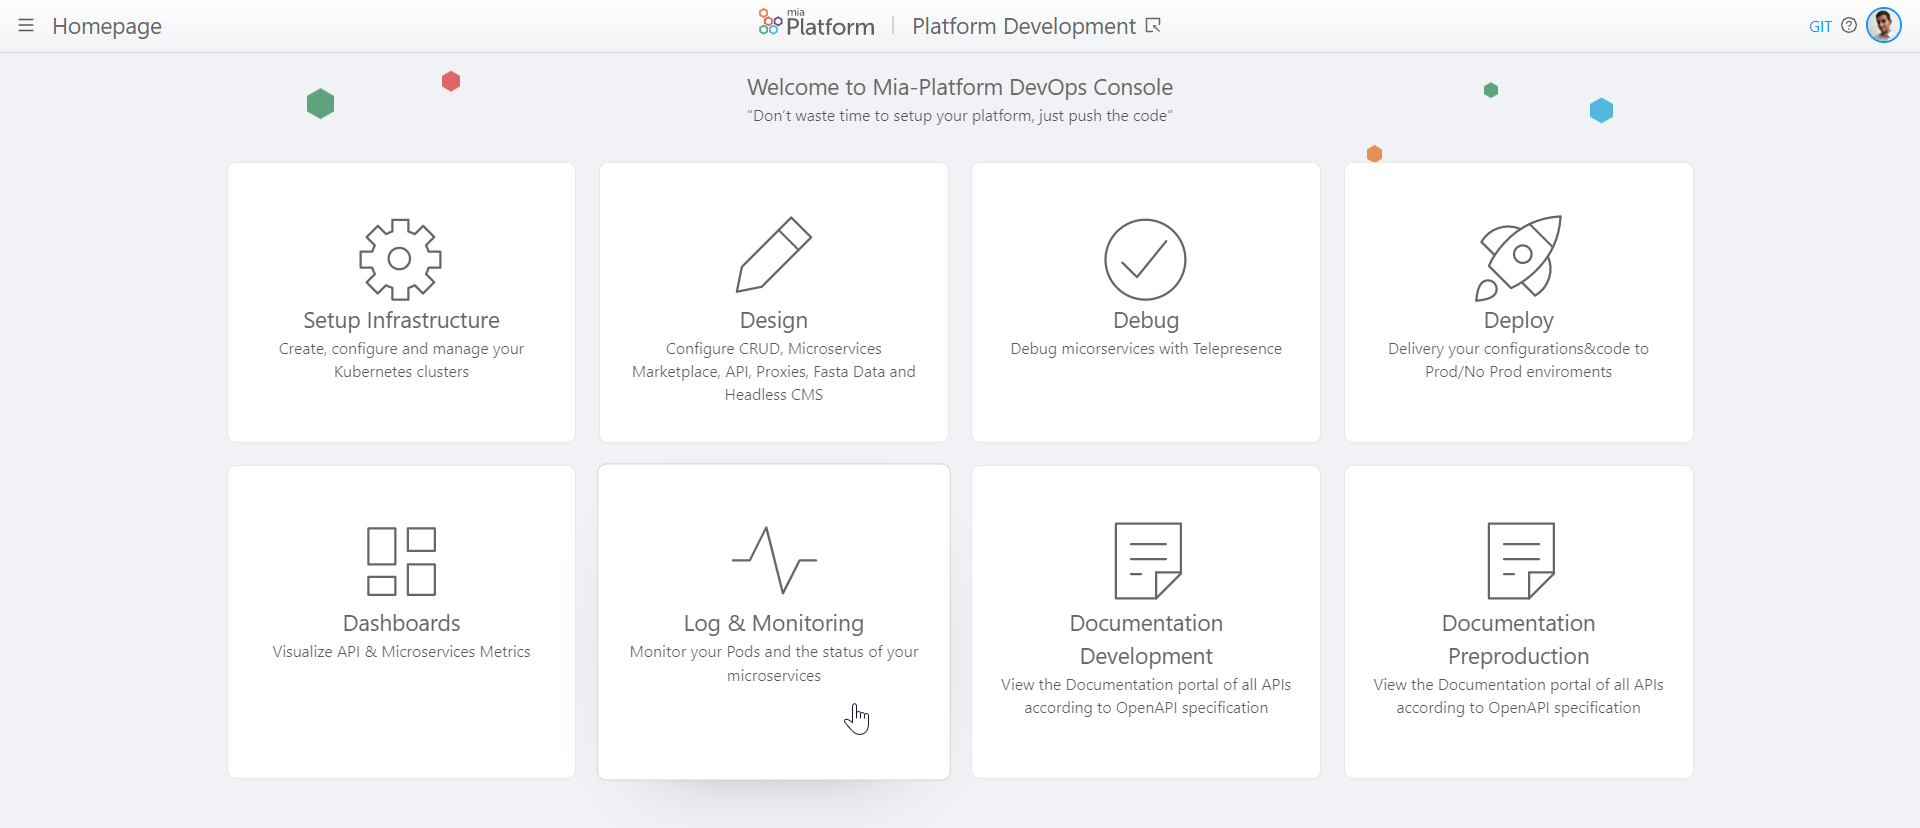 Homepage
mia
Platform
Platform Development
GIT
Welcome to Mia-Platform DevOps Console
“Don’t waste time to setup your platform, just push the code”
Setup Infrastructure
Create, configure and manage your
Kubernetes clusters
Design
Configure CRUD, Microservices
Marketplace, API, Proxies, Fasta Data and
Headless CMS
Debug
Debug micorservices with Telepresence
Deploy
Delivery your configurations&code to
Prod/No Prod enviroments
Dashboards
Visualize API & Microservices Metrics
Log & Monitoring
Monitor your Pods and the status of your
microservices
Documentation
Development
View the Documentation portal of all APIs
according to OpenAPI specification
Documentation
Preproduction
View the Documentation portal of all APIs
according to OpenAPI specification